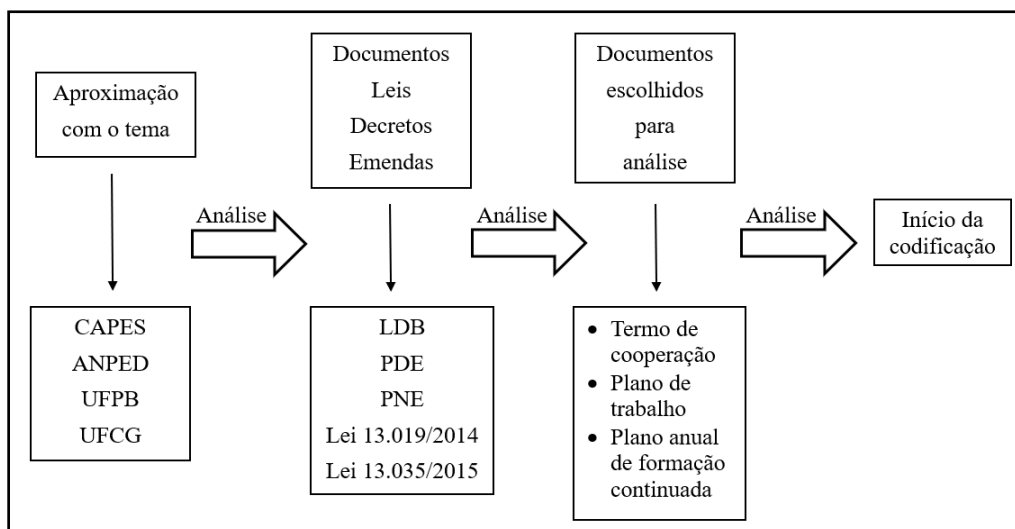 Aproximação
com o tema
CAPES
ANPED
UFPB
UFCG
Análise
Documentos
Leis
Decretos
Emendas
LDB
PDE
PNE
Lei 13.019/2014
Lei 13.035/2015
Análise
Documentos
escolhidos
para
análise
• Termo de
cooperação
• Plano de
trabalho
• Plano anual
de formação
continuada
Análise
Início da
codificação